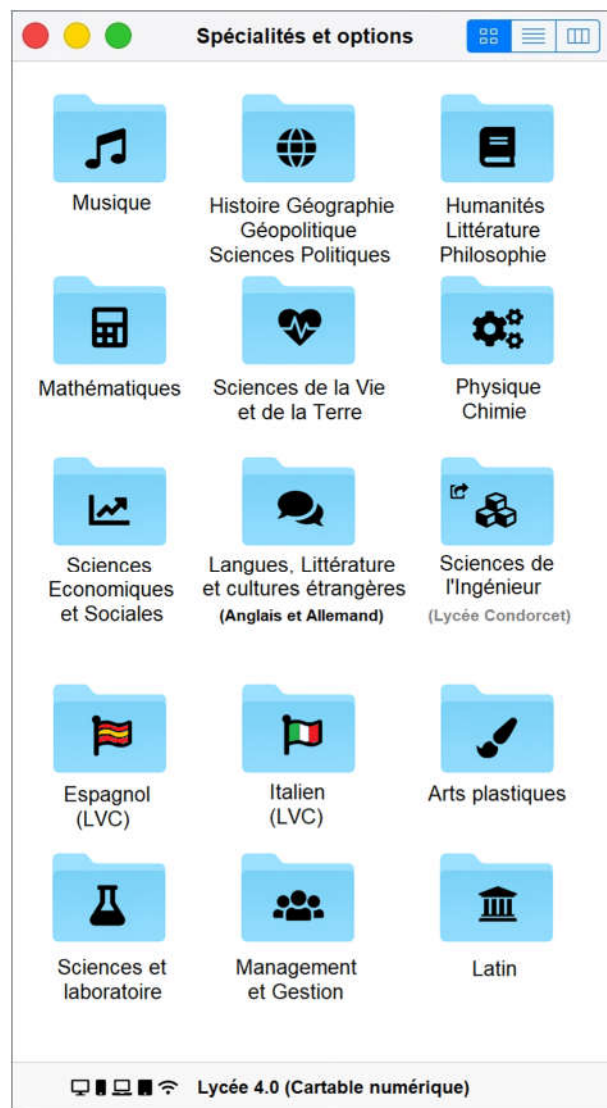 Spécialités et options
Musique
Histoire Géographie
Géopolitique
Sciences Politiques
Humanités
Littérature
Philosophie
Mathématiques
Sciences de la Vie
et de la Terre
Physique
Chimie
Sciences
Economiques
et Sociales
Langues, Littérature
et cultures étrangères
(Anglais et Allemand)
Sciences de
l'Ingénieur
(Lycée Condorcet)
Espagnol
(LVC)
Italien
(LVC)
Arts plastiques
Sciences et
laboratoire
Management
et Gestion
Latin
Lycée 4.0 (Cartable numérique)